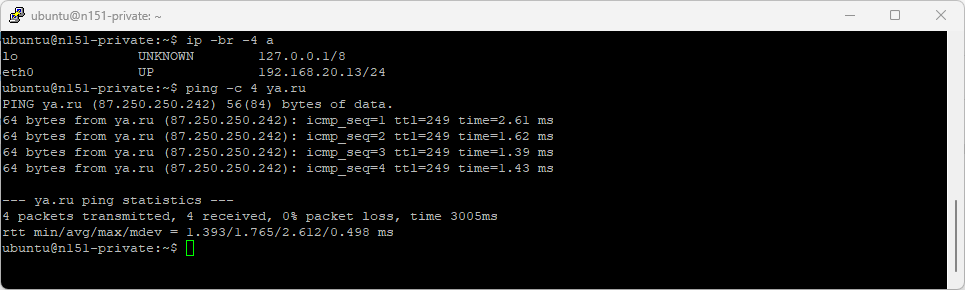 ubuntu@n151-private: ~
ubuntu@n151-private:~$ ip -br -4 a
lo               UNKNOWN        127.0.0.1/8
eth0             UP             192.168.20.13/24
ubuntu@n151-private:~$ ping -c 4 ya.ru
PING ya.ru (87.250.250.242) 56(84) bytes of data.
64 bytes from ya.ru (87.250.250.242): icmp_seq=1 ttl=249 time=2.61 ms
64 bytes from ya.ru (87.250.250.242): icmp_seq=2 ttl=249 time=1.62 ms
64 bytes from ya.ru (87.250.250.242): icmp_seq=3 ttl=249 time=1.39 ms
64 bytes from ya.ru (87.250.250.242): icmp_seq=4 ttl=249 time=1.43 ms
--- ya.ru ping statistics ---
4 packets transmitted, 4 received, 0% packet loss, time 3005ms
rtt min/avg/max/mdev = 1.393/1.765/2.612/0.498 ms
ubuntu@n151-private:~$